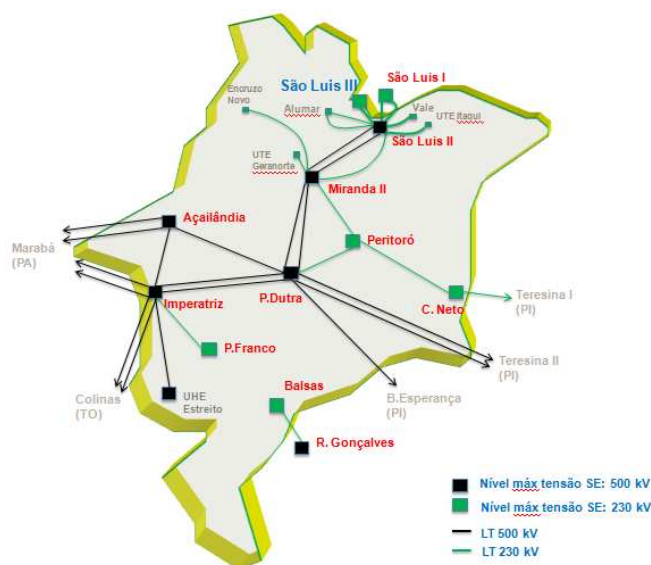 São Luis I
São Luis III
Encruzo
Novo
Alumar
Vale
UTE Itaqui
São Luis II
UTE
Geranorte
Miranda II
Açailândia
Marabá
(PA)
Peritoró
Imperatriz
P.Dutra
C. Neto
Teresina I
(PI)
P.Franco
Teresina II
(PI)
Colinas
(TO)
UHE
Estreito
Balsas
B.Esperança
(PI)
R. Gonçalves
Nível máx tensão SE: 500 kV
Nível máx tensão SE: 230 kV
LT 500 kV
LT 230 kV